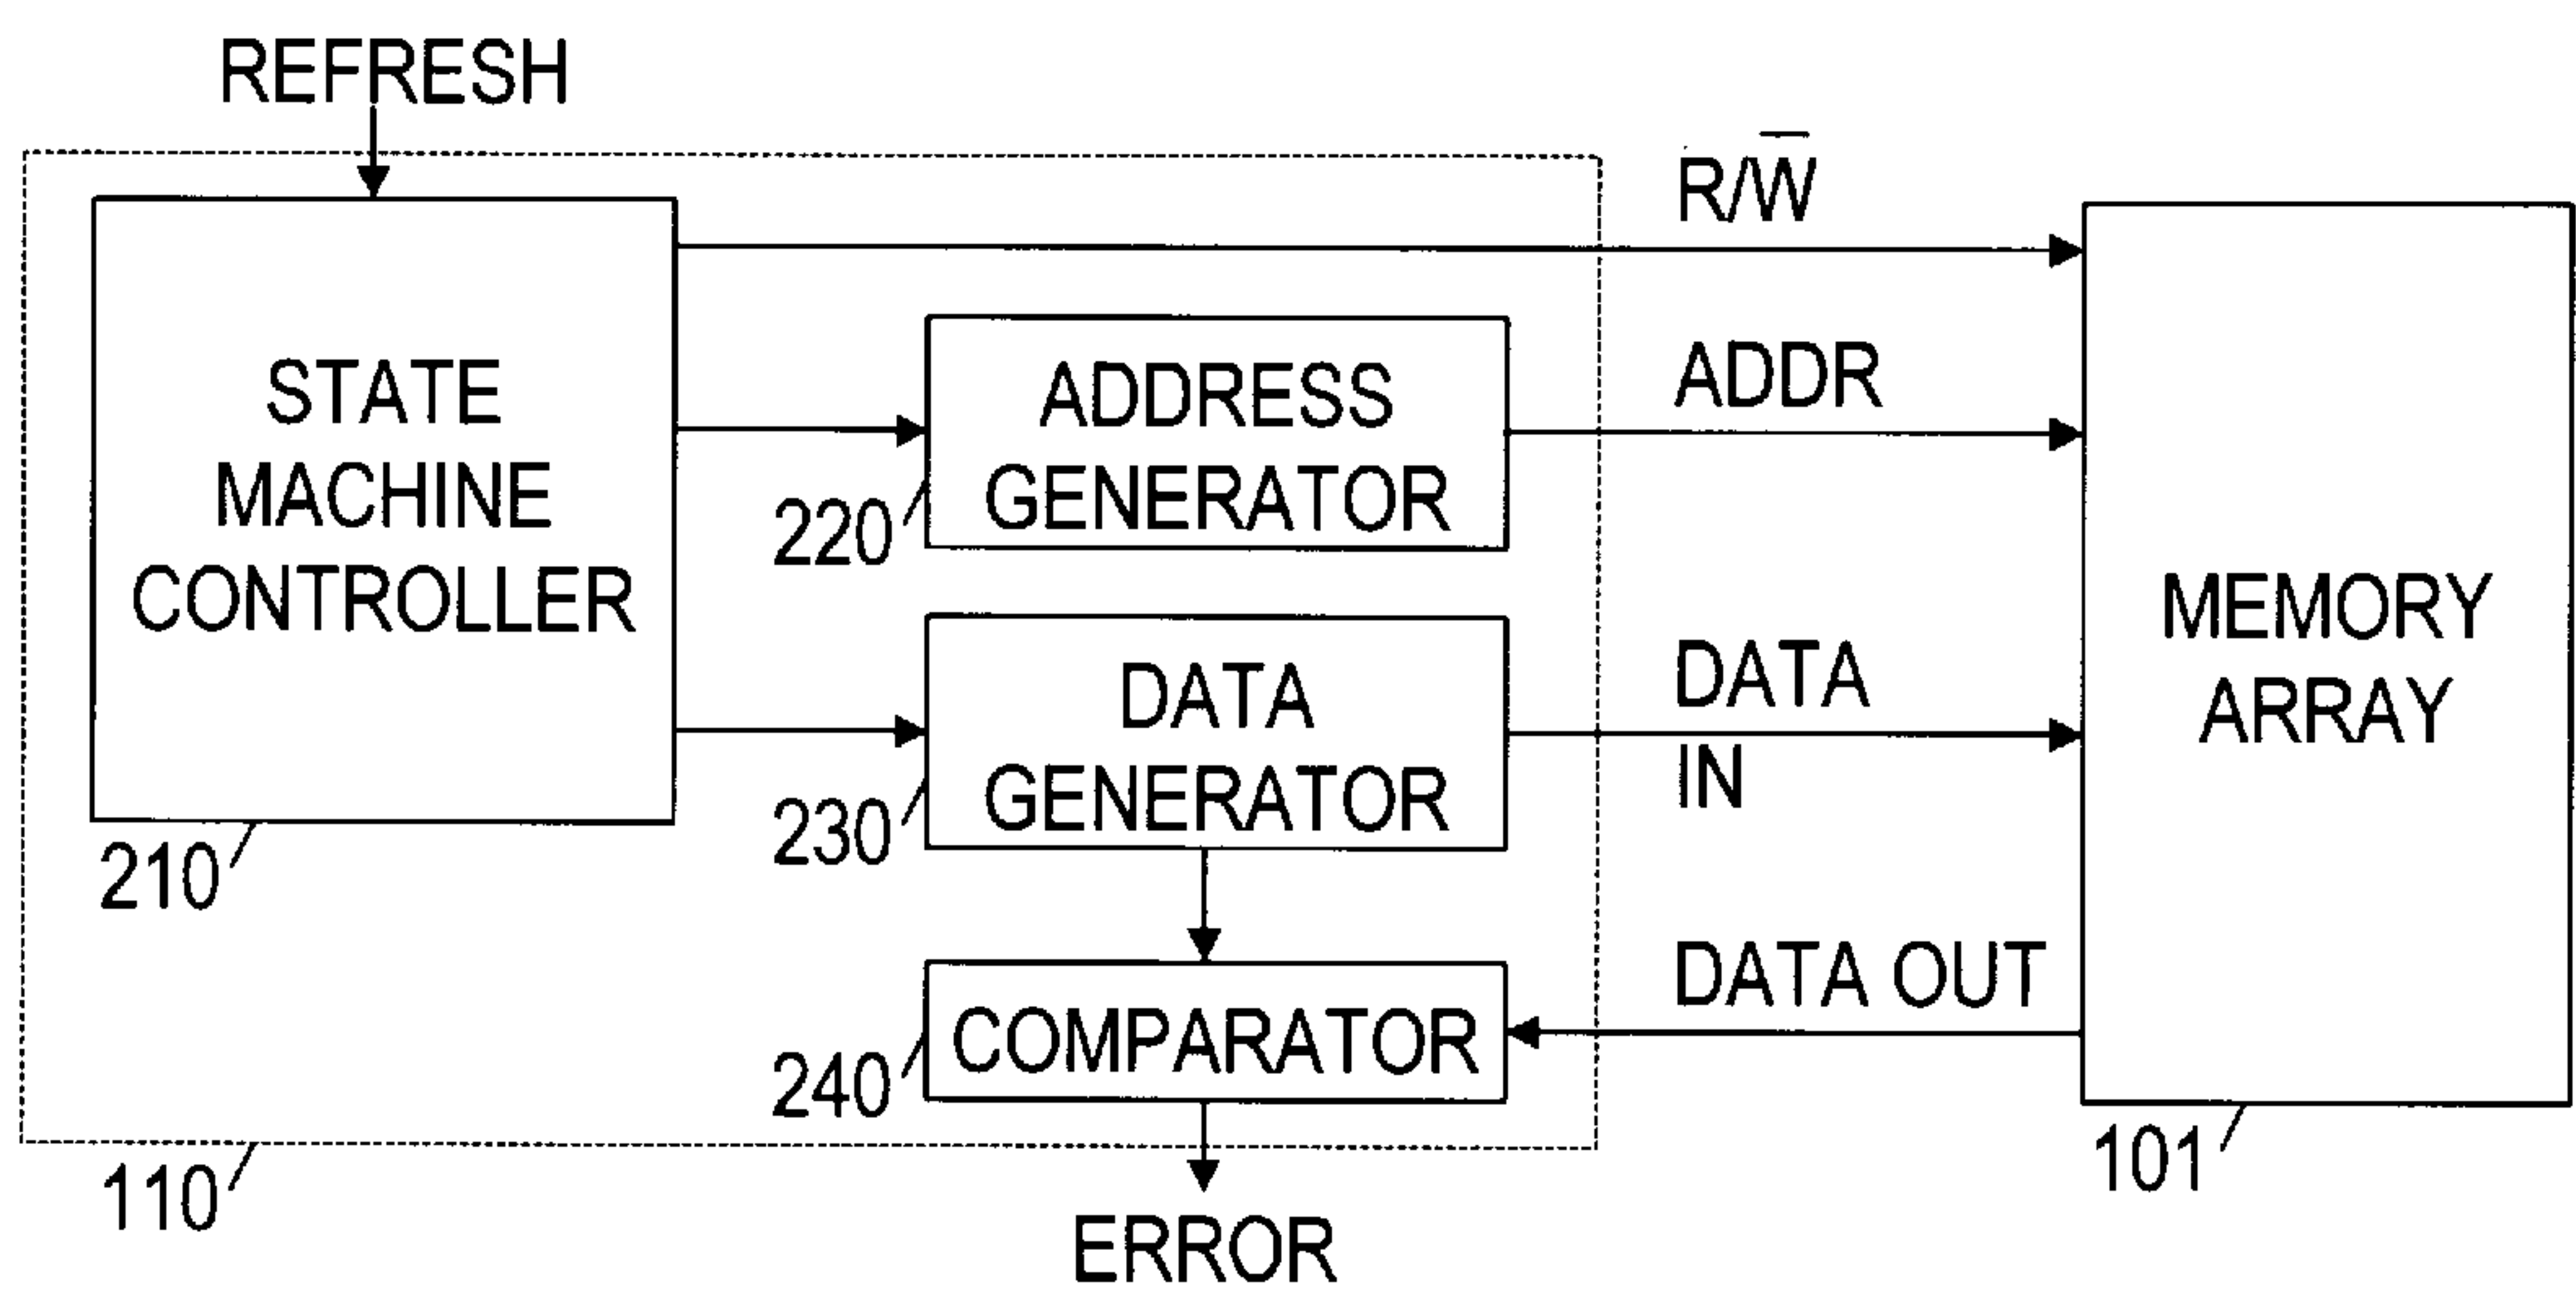 REFRESH
R/W̅
STATE
MACHINE
CONTROLLER
210
ADDRESS
GENERATOR
220
ADDR
DATA
GENERATOR
230
DATA
IN
MEMORY
ARRAY
101
COMPARATOR
240
DATA OUT
110
ERROR